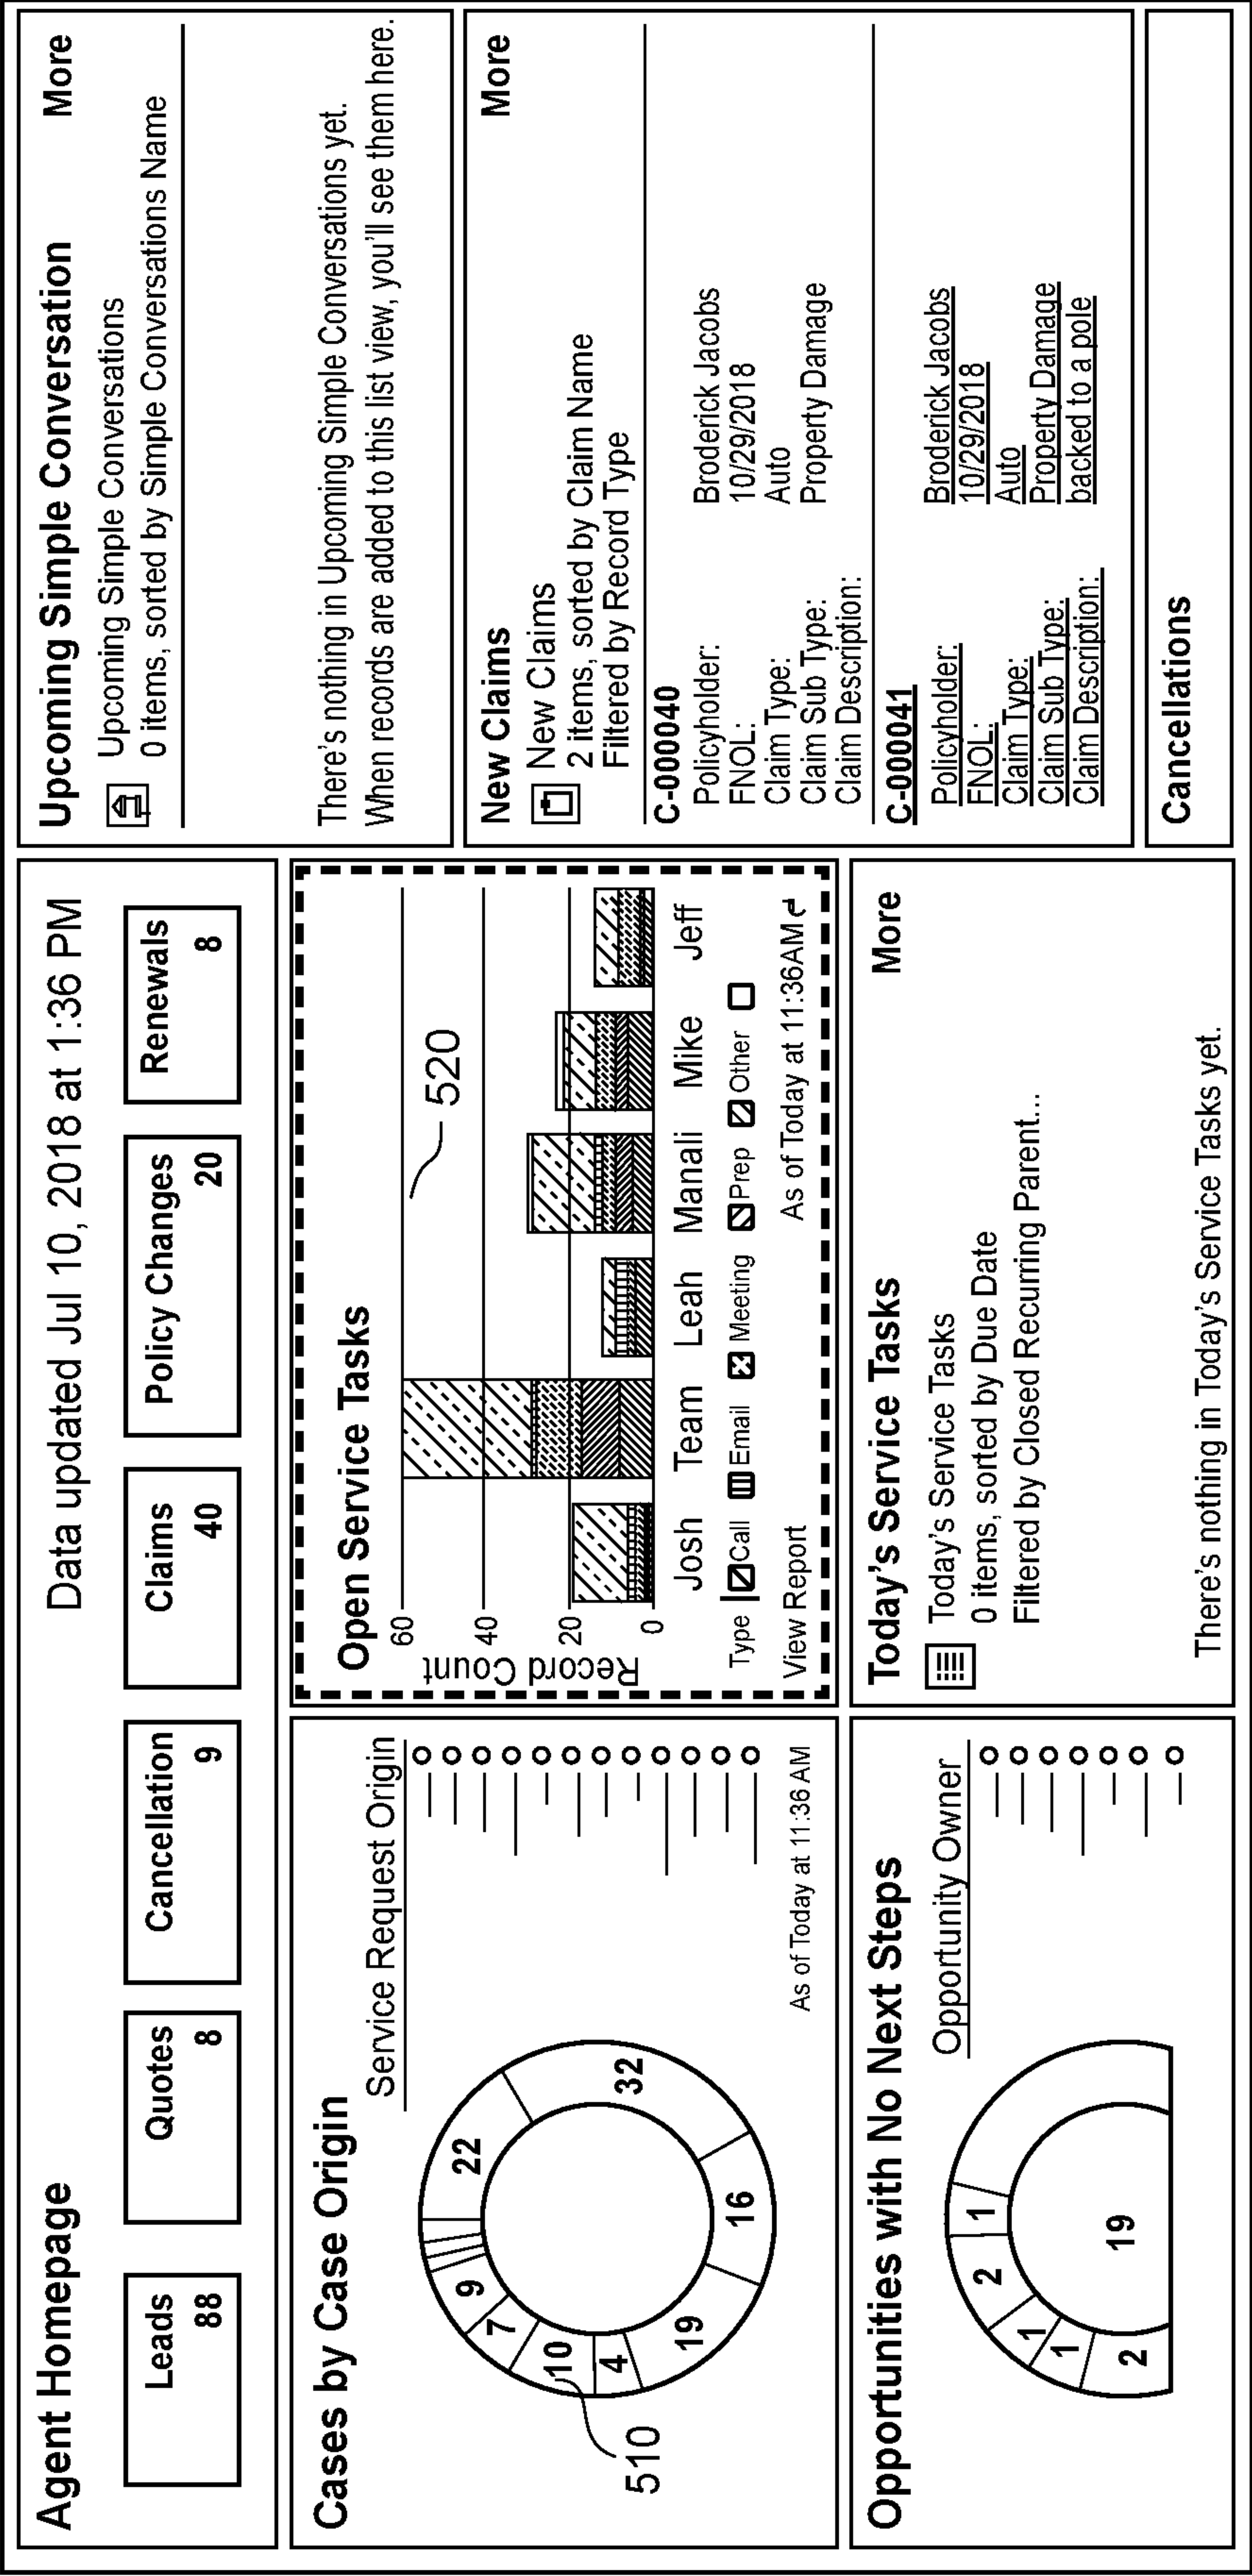 Agent Homepage
Data updated Jul 10, 2018 at 1:36 PM
Leads
88
Quotes
8
Cancellation
9
Claims
40
Policy Changes
20
Renewals
8
Cases by Case Origin
Service Request Origin
22
32
16
19
4
10
7
9
510
As of Today at 11:36 AM
Open Service Tasks
520
Record Count
60
40
20
0
Josh Team Leah Manali Mike Jeff
Type Call Email Meeting Prep Other
View Report
As of Today at 11:36AM
Opportunities with No Next Steps
Opportunity Owner
1
2
1
1
2
19
Today's Service Tasks
More
Today's Service Tasks
0 items, sorted by Due Date
Filtered by Closed Recurring Parent...
There's nothing in Today's Service Tasks yet.
Upcoming Simple Conversation
More
Upcoming Simple Conversations
0 items, sorted by Simple Conversations Name
There's nothing in Upcoming Simple Conversations yet.
When records are added to this list view, you'll see them here.
New Claims
More
New Claims
2 items, sorted by Claim Name
Filtered by Record Type
C-000040
Policyholder: Broderick Jacobs
FNOL: 10/29/2018
Claim Type: Auto
Claim Sub Type: Property Damage
Claim Description:
C-000041
Policyholder: Broderick Jacobs
FNOL: 10/29/2018
Claim Type: Auto
Claim Sub Type: Property Damage
Claim Description: backed to a pole
Cancellations